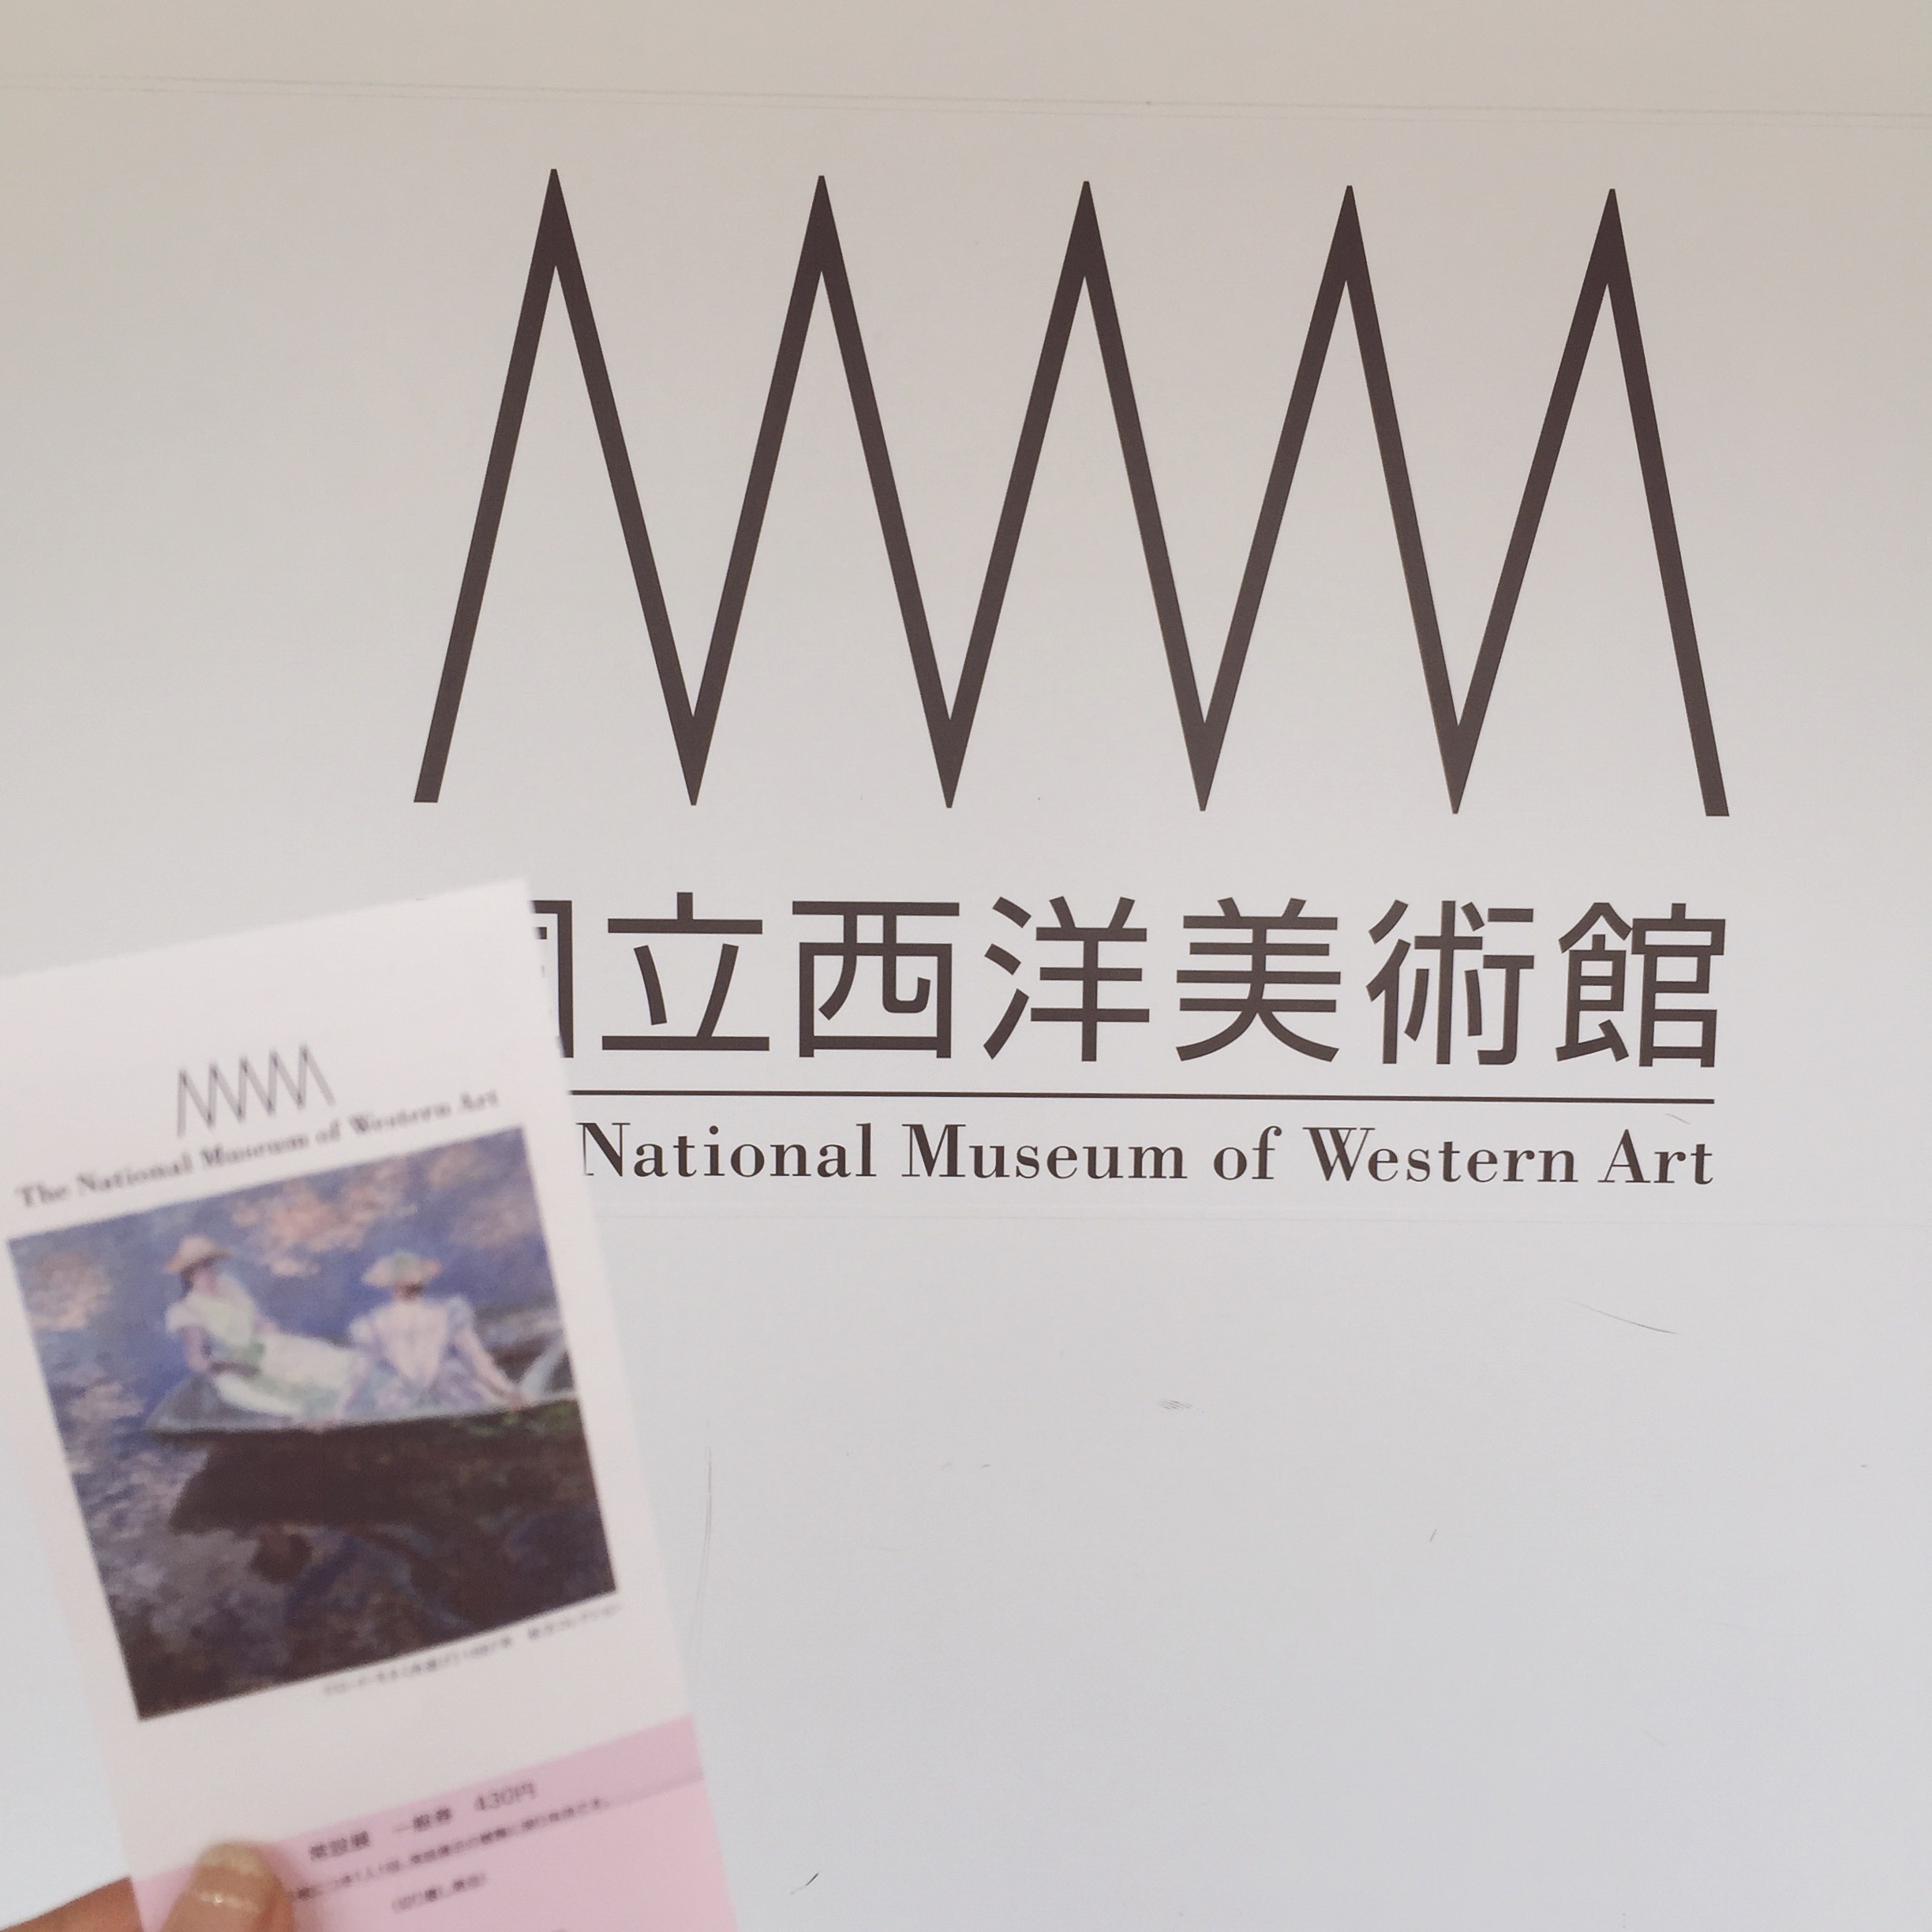 立西洋美術館
National Museum of Western Art
The National Museum of Western Art
常設展 一般券 430円